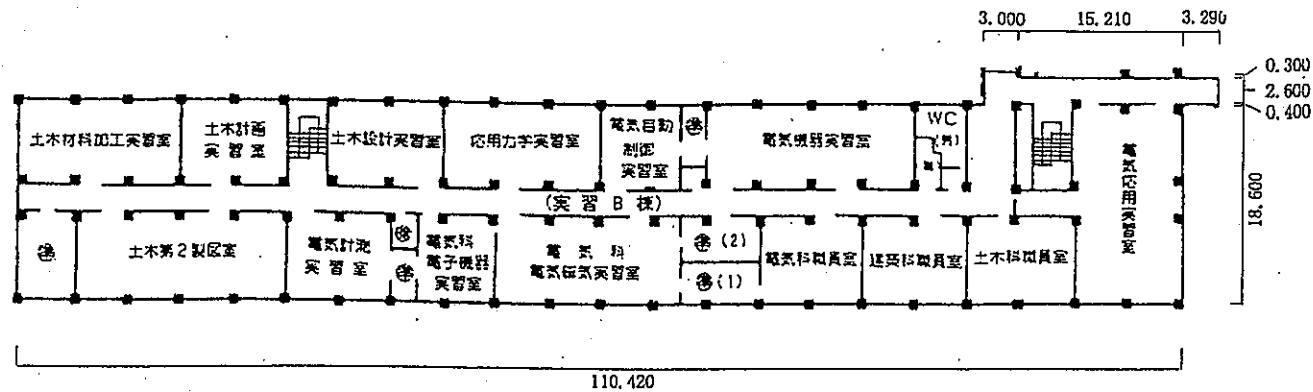 3.000 15.210 3.290
0.300
2.600
0.400
18.600
土木材料加工実習室
土木計画
実習室
土木設計実習室
応用力学実習室
電気自動
制御
実習室
電気機器実習室
WC
(男)
電気応用実習室
(実習B棟)
土木第2製図室
電気計測
実習室
電気科
電子機器
実習室
電気科
電気磁気実習室
(2)
(1)
電気科職員室
建築科職員室
土木科職員室
110.420